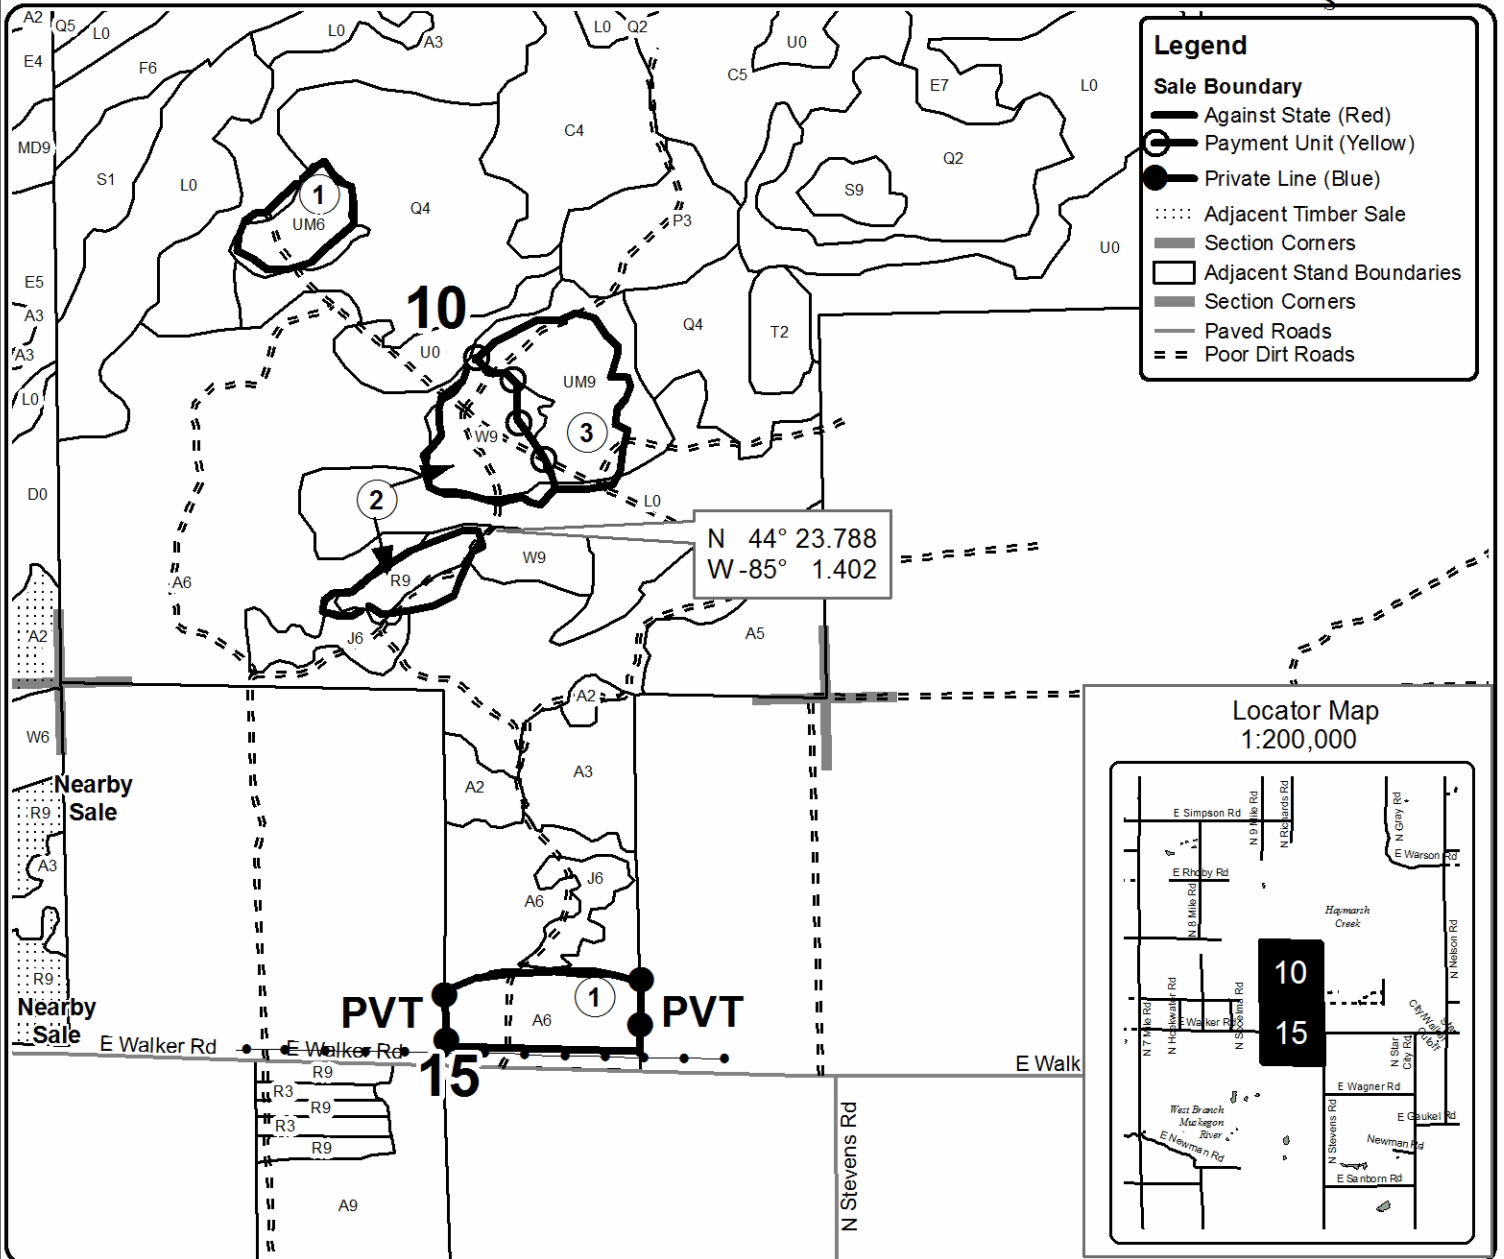 S
A2
Q5
L0
L0
A3
L0
Q2
U0
C5
E7
L0
E4
F6
MD9
S1
L0
C4
Q2
S9
1
UM6
Q4
P3
U0
E5
A3
A3
L0
10
U0
Q4
T2
UM9
W9
3
D0
2
L0
N 44° 23.788
W -85° 1.402
W9
A6
R9
J6
A2
A5
W6
A2
A3
A2
Nearby
Sale
R9
A3
J6
A6
R9
Nearby
Sale
PVT
1
A6
PVT
E Walker Rd
E Walker Rd
15
E Walk
R9
R3
R9
R3
R9
A9
N Stevens Rd
Legend
Sale Boundary
Against State (Red)
Payment Unit (Yellow)
Private Line (Blue)
Adjacent Timber Sale
Section Corners
Adjacent Stand Boundaries
Section Corners
Paved Roads
Poor Dirt Roads
Locator Map
1:200,000
E Simpson Rd
N 9 Mile Rd
N Richards Rd
N Gray Rd
E Warson Rd
E Rhoby Rd
N 8 Mile Rd
Haymarsh
Creek
N Nelson Rd
10
15
N 7 Mile Rd
N Hookwater Rd
E Walker Rd
N Star
City Rd
E Wagner Rd
West Branch
Muskegon
River
E Gaukel Rd
E Newman Rd
N Stevens Rd
Newman Rd
E Sanborn Rd